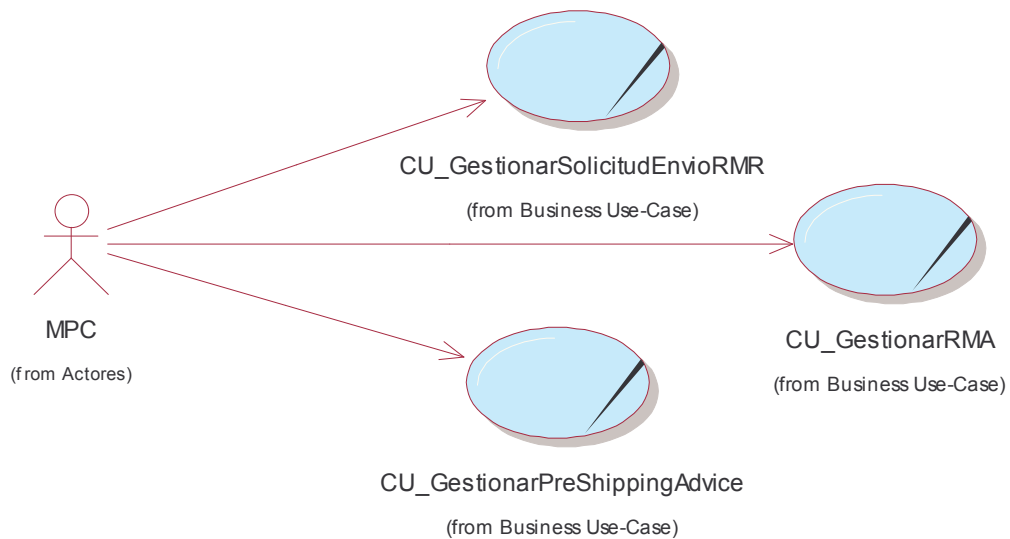 CU_GestionarSolicitudEnvioRMR
(from Business Use-Case)
MPC
(from Actores)
CU_GestionarRMA
(from Business Use-Case)
CU_GestionarPreShippingAdvice
(from Business Use-Case)